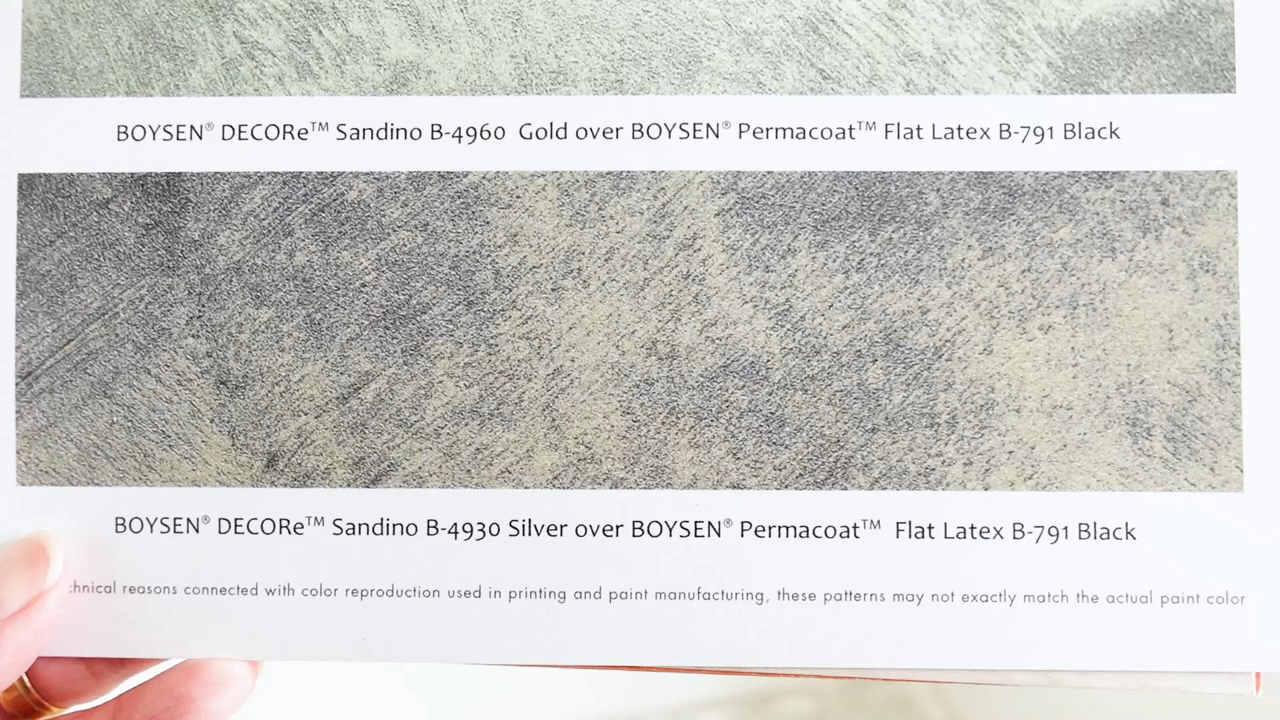 BOYSEN® DECORe™ Sandino B-4960 Gold over BOYSEN® Permacoat™ Flat Latex B-791 Black
BOYSEN® DECORe™ Sandino B-4930 Silver over BOYSEN® Permacoat™ Flat Latex B-791 Black
reasons connected with color reproduction used in printing and paint manufacturing, these patterns may not exactly match the actual paint color